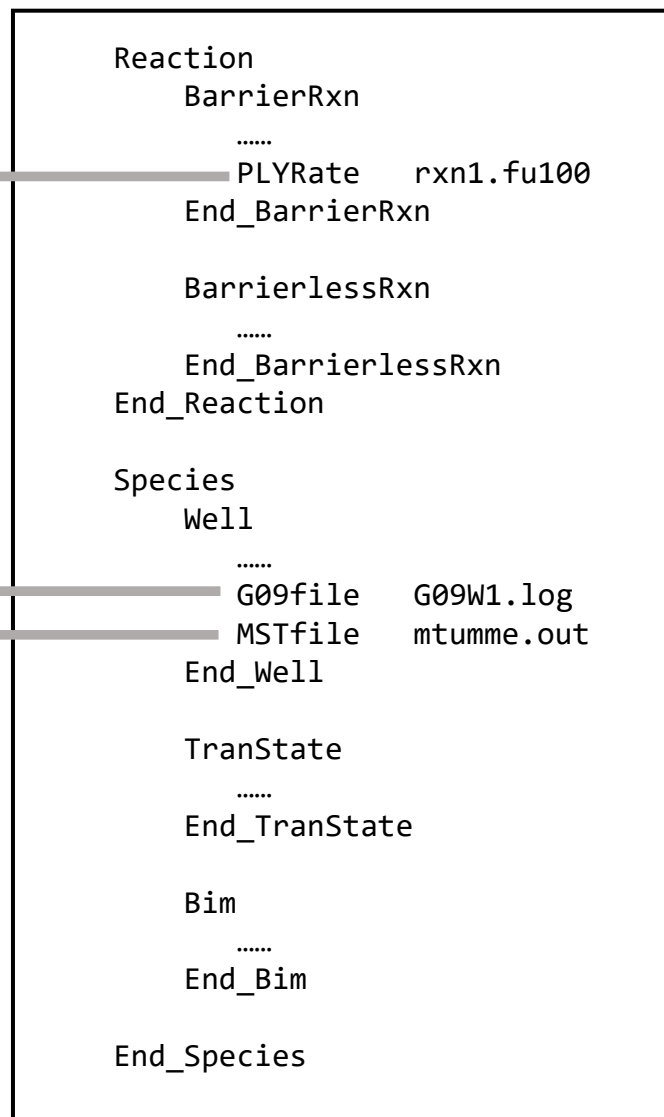 Reaction
BarrierRxn
……
PLYRate rxn1.fu100
End_BarrierRxn
BarrierlessRxn
……
End_BarrierlessRxn
End_Reaction
Species
Well
……
G09file G09W1.log
MSTfile mtumme.out
End_Well
TranState
……
End_TranState
Bim
……
End_Bim
End_Species